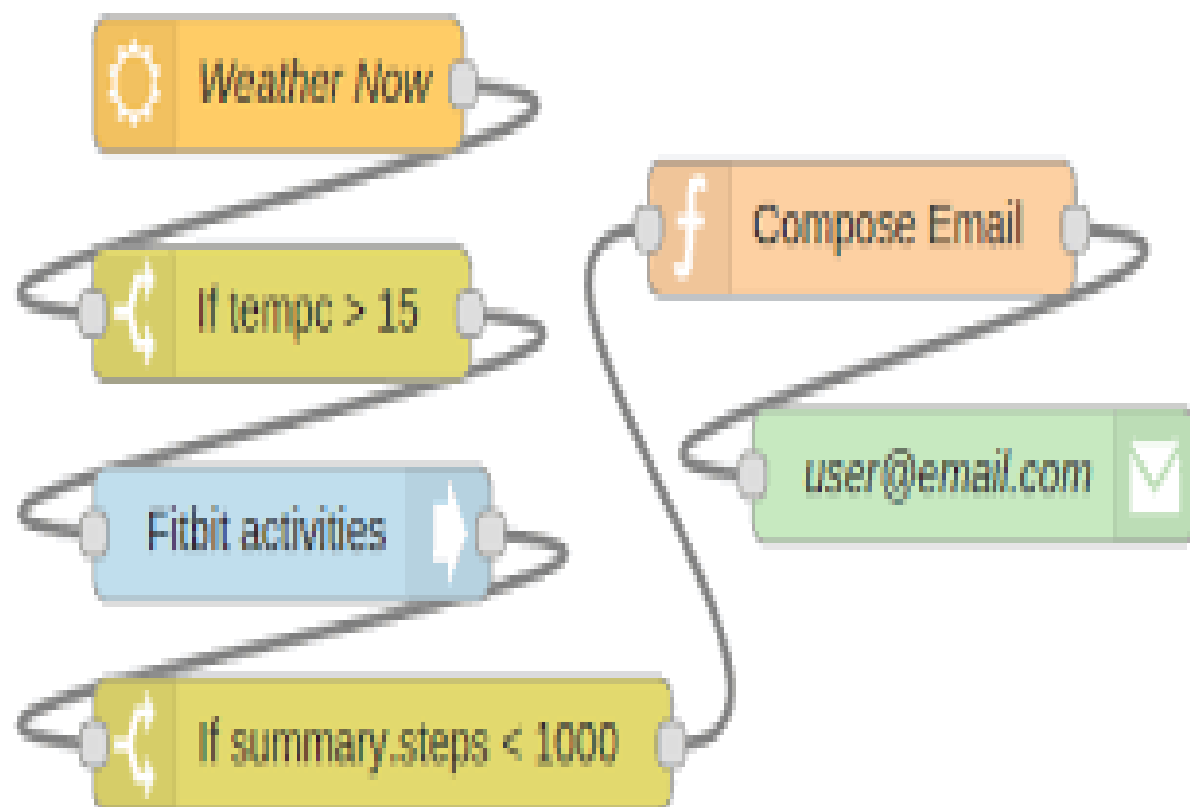 Weather Now
If tempc > 15
Fitbit activities
If summary.steps < 1000
Compose Email
user@email.com